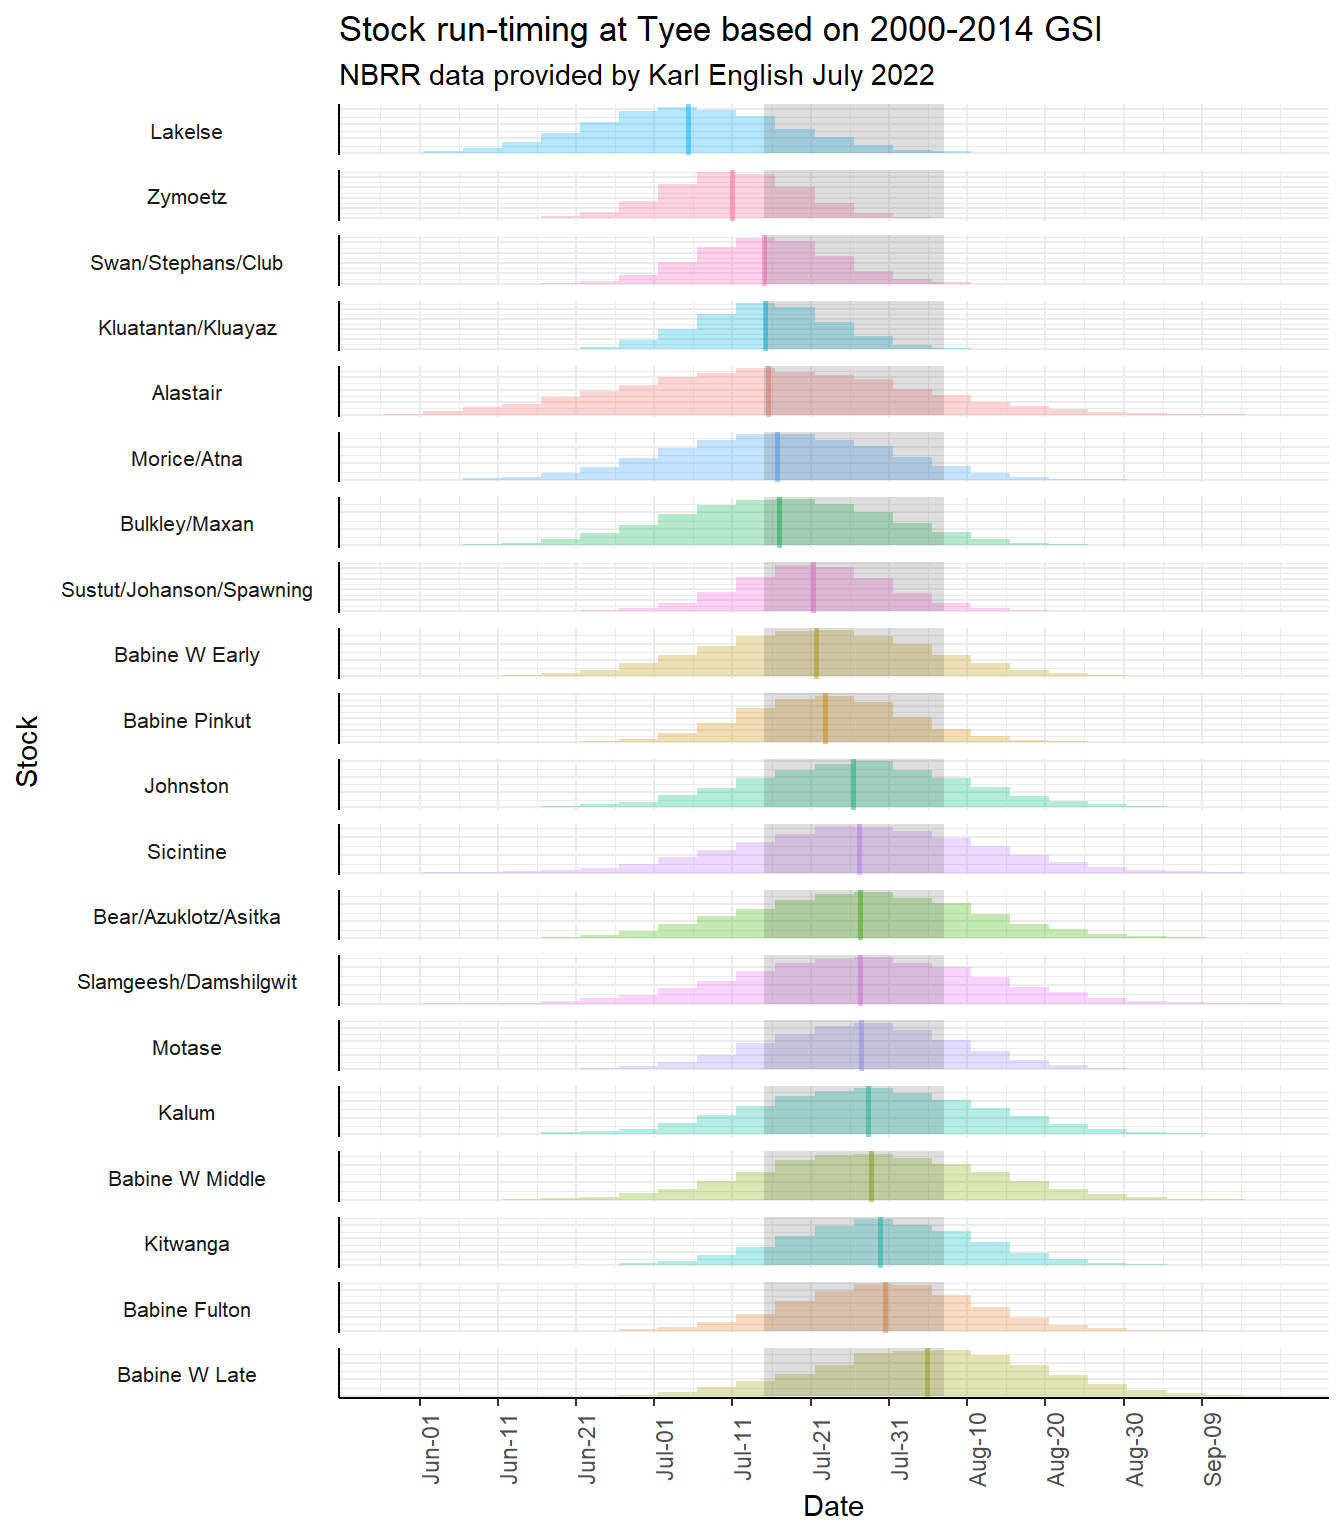 Stock run-timing at Tyee based on 2000-2014 GSI
NBRR data provided by Karl English July 2022
Lakelse
Zymoetz
Swan/Stephans/Club
Kluatantan/Kluayaz
Alastair
Morice/Atna
Bulkley/Maxan
Sustut/Johanson/Spawning
Babine W Early
Babine Pinkut
Johnston
Sicintine
Bear/Azuklotz/Asitka
Slamgeesh/Damshilgwit
Motase
Kalum
Babine W Middle
Kitwanga
Babine Fulton
Babine W Late
Stock
Jun-01
Jun-11
Jun-21
Jul-01
Jul-11
Jul-21
Jul-31
Aug-10
Aug-20
Aug-30
Sep-09
Date